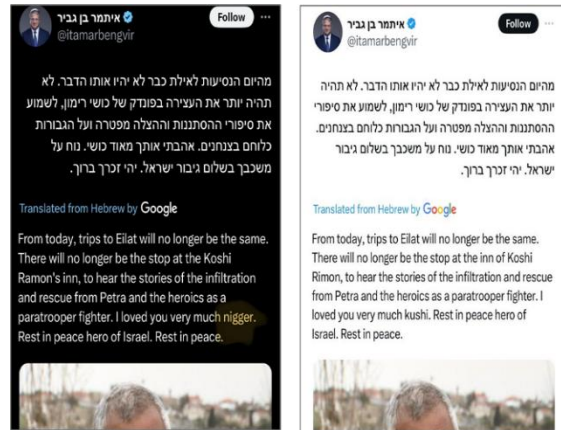 איתמר בן גביר
@itamarbengvir
Follow
מהיום הנסיעות לאילת כבר לא יהיו אותו הדבר. לא
תהיה יותר את העצירה בפונדק של כושי רימון, לשמוע
את סיפורי ההסתננות וההצלה מפטרה ועל הגבורות
כלוחם בצנחנים. אהבתי אותך מאוד כושי. נוח על
משכבך בשלום גיבור ישראל. יהי זכרך ברוך.
Translated from Hebrew by Google
From today, trips to Eilat will no longer be the same.
There will no longer be the stop at the Koshi
Ramon's inn, to hear the stories of the infiltration
and rescue from Petra and the heroics as a
paratrooper fighter. I loved you very much nigger.
Rest in peace hero of Israel. Rest in peace.
איתמר בן גביר
@itamarbengvir
Follow
מהיום הנסיעות לאילת כבר לא יהיו אותו הדבר. לא תהיה
יותר את העצירה בפונדק של כושי רימון, לשמוע את סיפורי
ההסתננות וההצלה מפטרה ועל הגבורות כלוחם בצנחנים.
אהבתי אותך מאוד כושי. נוח על משכבך בשלום גיבור
ישראל. יהי זכרך ברוך.
Translated from Hebrew by Google
From today, trips to Eilat will no longer be the same.
There will no longer be the stop at the inn of Koshi
Rimon, to hear the stories of the infiltration and rescue
from Petra and the heroics as a paratrooper fighter. I
loved you very much kushi. Rest in peace hero of
Israel. Rest in peace.